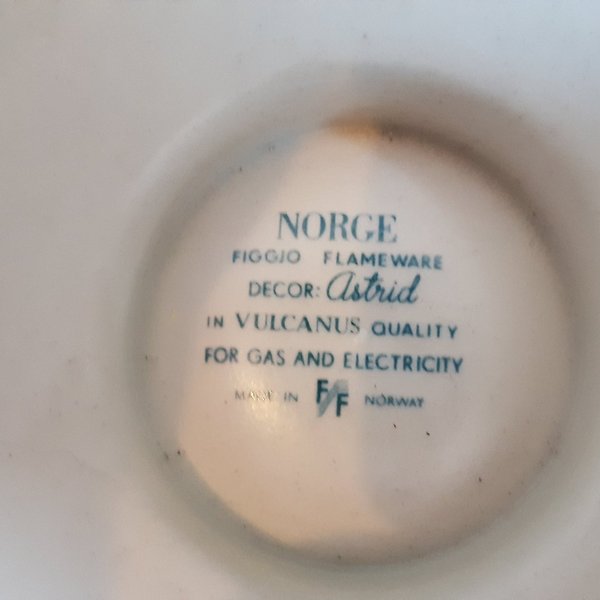 NORGE
FIGGJO FLAMEWARE
DECOR: Astrid
IN VULCANUS QUALITY
FOR GAS AND ELECTRICITY
MADE IN F/F NORWAY